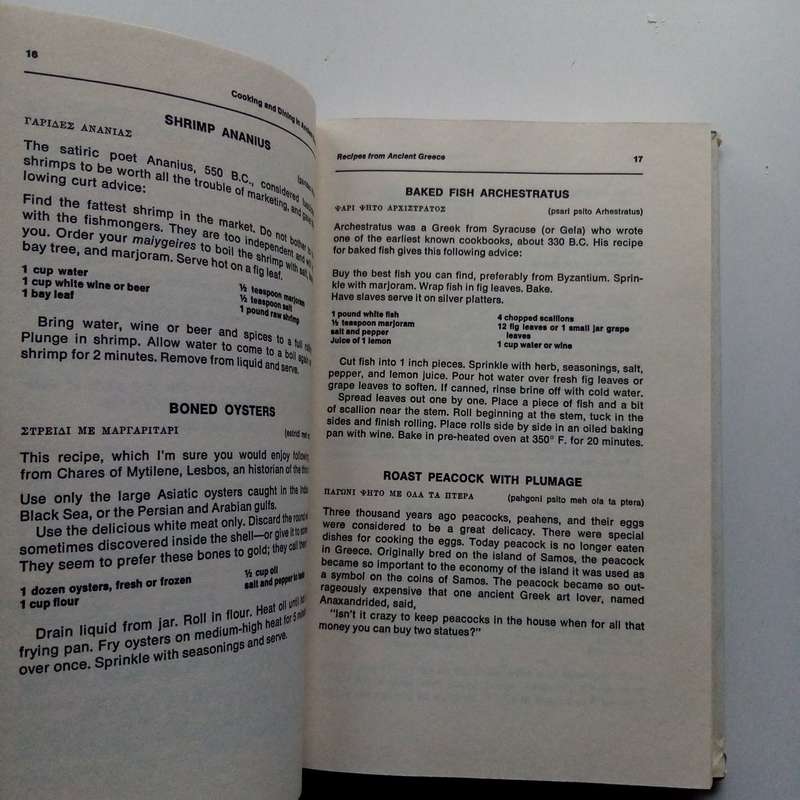 16
Cooking and Dining in Ancient
SHRIMP ANANIUS
ΓΑΡΙΔΕΣ ΑΝΑΝΙΑΣ
The satiric poet Ananius, 550 B.C., considered
shrimps to be worth all the trouble of marketing, and
lowing curt advice:
Find the fattest shrimp in the market. Do not bother
with the fishmongers. They are too independent and
you. Order your maiygeires to boil the shrimp with salt,
bay tree, and marjoram. Serve hot on a fig leaf.
1 cup water
1 cup white wine or beer
1 bay leaf
½ teaspoon marjoram
½ teaspoon salt
1 pound raw shrimp
Bring water, wine or beer and spices to a full
Plunge in shrimp. Allow water to come to a boil again
shrimp for 2 minutes. Remove from liquid and serve.
BONED OYSTERS
ΣΤΡΕΙΔΙ ΜΕ ΜΑΡΓΑΡΙΤΑΡΙ
This recipe, which I'm sure you would enjoy
from Chares of Mytilene, Lesbos, an historian of the
Use only the large Asiatic oysters caught in the
Black Sea, or the Persian and Arabian gulfs.
Use the delicious white meat only. Discard the round
sometimes discovered inside the shell—or give it to
They seem to prefer these bones to gold; they call them
1 dozen oysters, fresh or frozen
1 cup flour
½ cup oil
salt and pepper to taste
Drain liquid from jar. Roll in flour. Heat oil until
frying pan. Fry oysters on medium-high heat for 5
over once. Sprinkle with seasonings and serve.
Recipes from Ancient Greece
17
BAKED FISH ARCHESTRATUS
ΨΑΡΙ ΨΗΤΟ ΑΡΧΙΣΤΡΑΤΟΣ (psari psito Arhestratus)
Archestratus was a Greek from Syracuse (or Gela) who wrote
one of the earliest known cookbooks, about 330 B.C. His recipe
for baked fish gives this following advice:
Buy the best fish you can find, preferably from Byzantium. Sprin-
kle with marjoram. Wrap fish in fig leaves. Bake.
Have slaves serve it on silver platters.
1 pound white fish
½ teaspoon marjoram
salt and pepper
Juice of 1 lemon
4 chopped scallions
12 fig leaves or 1 small jar grape
leaves
1 cup water or wine
Cut fish into 1 inch pieces. Sprinkle with herb, seasonings, salt,
pepper, and lemon juice. Pour hot water over fresh fig leaves or
grape leaves to soften. If canned, rinse brine off with cold water.
Spread leaves out one by one. Place a piece of fish and a bit
of scallion near the stem. Roll beginning at the stem, tuck in the
sides and finish rolling. Place rolls side by side in an oiled baking
pan with wine. Bake in pre-heated oven at 350° F. for 20 minutes.
ROAST PEACOCK WITH PLUMAGE
ΠΑΓΩΝΙ ΨΗΤΟ ΜΕ ΟΛΑ ΤΑ ΠΤΕΡΑ (pahgoni psito meh ola ta ptera)
Three thousand years ago peacocks, peahens, and their eggs
were considered to be a great delicacy. There were special
dishes for cooking the eggs. Today peacock is no longer eaten
in Greece. Originally bred on the island of Samos, the peacock
became so important to the economy of the island it was used as
a symbol on the coins of Samos. The peacock became so out-
rageously expensive that one ancient Greek art lover, named
Anaxandrided, said,
"Isn't it crazy to keep peacocks in the house when for all that
money you can buy two statues?"